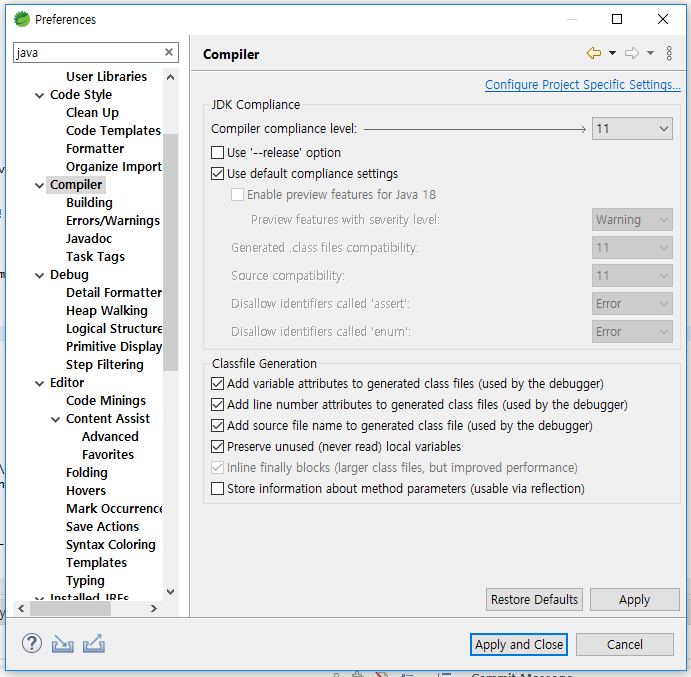 Preferences
java
User Libraries
Code Style
Clean Up
Code Templates
Formatter
Organize Import
Compiler
Building
Errors/Warnings
Javadoc
Task Tags
Debug
Detail Formatter
Heap Walking
Logical Structure
Primitive Display
Step Filtering
Editor
Code Minings
Content Assist
Advanced
Favorites
Folding
Hovers
Mark Occurrence
Save Actions
Syntax Coloring
Templates
Typing
Installed JREs
Compiler
Configure Project Specific Settings...
JDK Compliance
Compiler compliance level: 11
Use '--release' option
Use default compliance settings
Enable preview features for Java 18
Preview features with severity level: Warning
Generated .class files compatibility: 11
Source compatibility: 11
Disallow identifiers called 'assert': Error
Disallow identifiers called 'enum': Error
Classfile Generation
Add variable attributes to generated class files (used by the debugger)
Add line number attributes to generated class files (used by the debugger)
Add source file name to generated class file (used by the debugger)
Preserve unused (never read) local variables
Inline finally blocks (larger class files, but improved performance)
Store information about method parameters (usable via reflection)
Restore Defaults Apply
Apply and Close Cancel
Commit Message